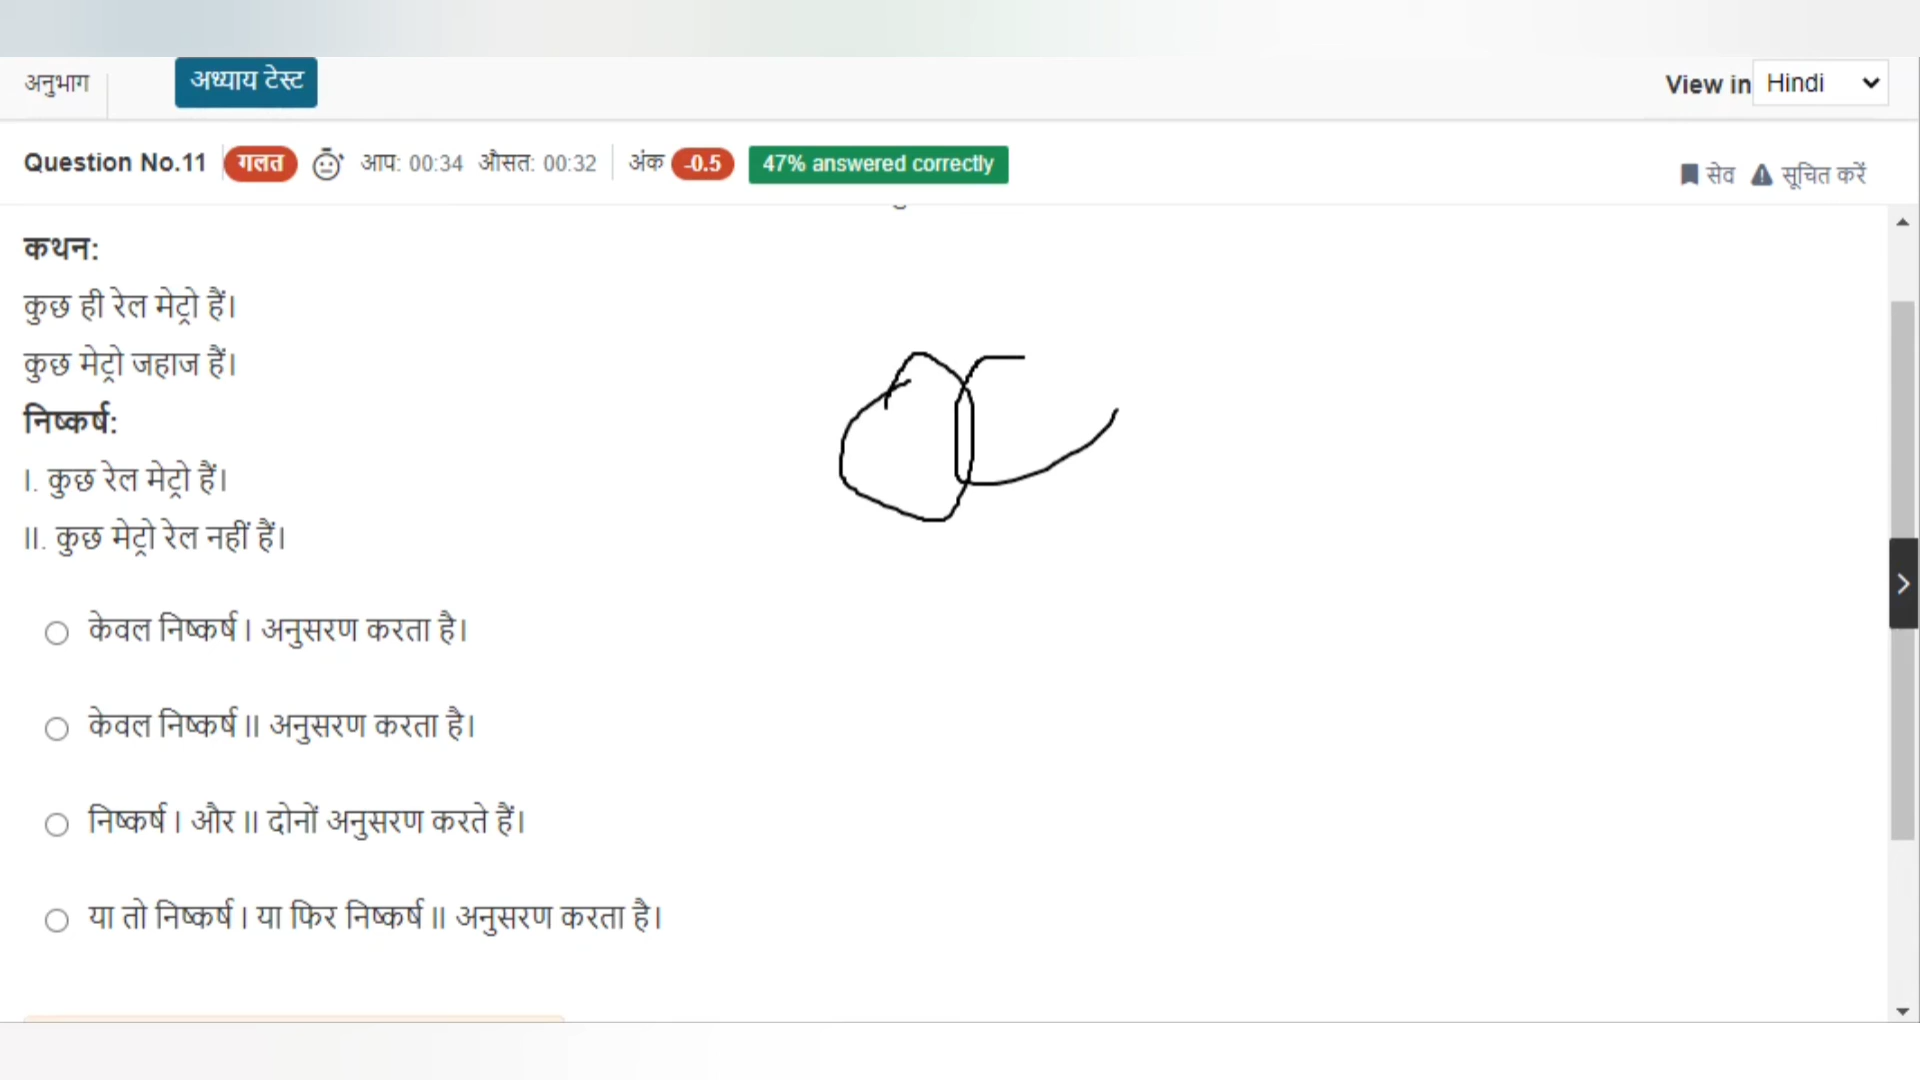 अनुभाग
अध्याय टेस्ट
View in Hindi
Question No.11 गलत आप: 00:34 औसत: 00:32 अंक -0.5 47% answered correctly
सेव सूचित करें
कथन:
कुछ ही रेल मेट्रो हैं।
कुछ मेट्रो जहाज हैं।
निष्कर्ष:
I. कुछ रेल मेट्रो हैं।
II. कुछ मेट्रो रेल नहीं हैं।
केवल निष्कर्ष I अनुसरण करता है।
केवल निष्कर्ष II अनुसरण करता है।
निष्कर्ष I और II दोनों अनुसरण करते हैं।
या तो निष्कर्ष I या फिर निष्कर्ष II अनुसरण करता है।